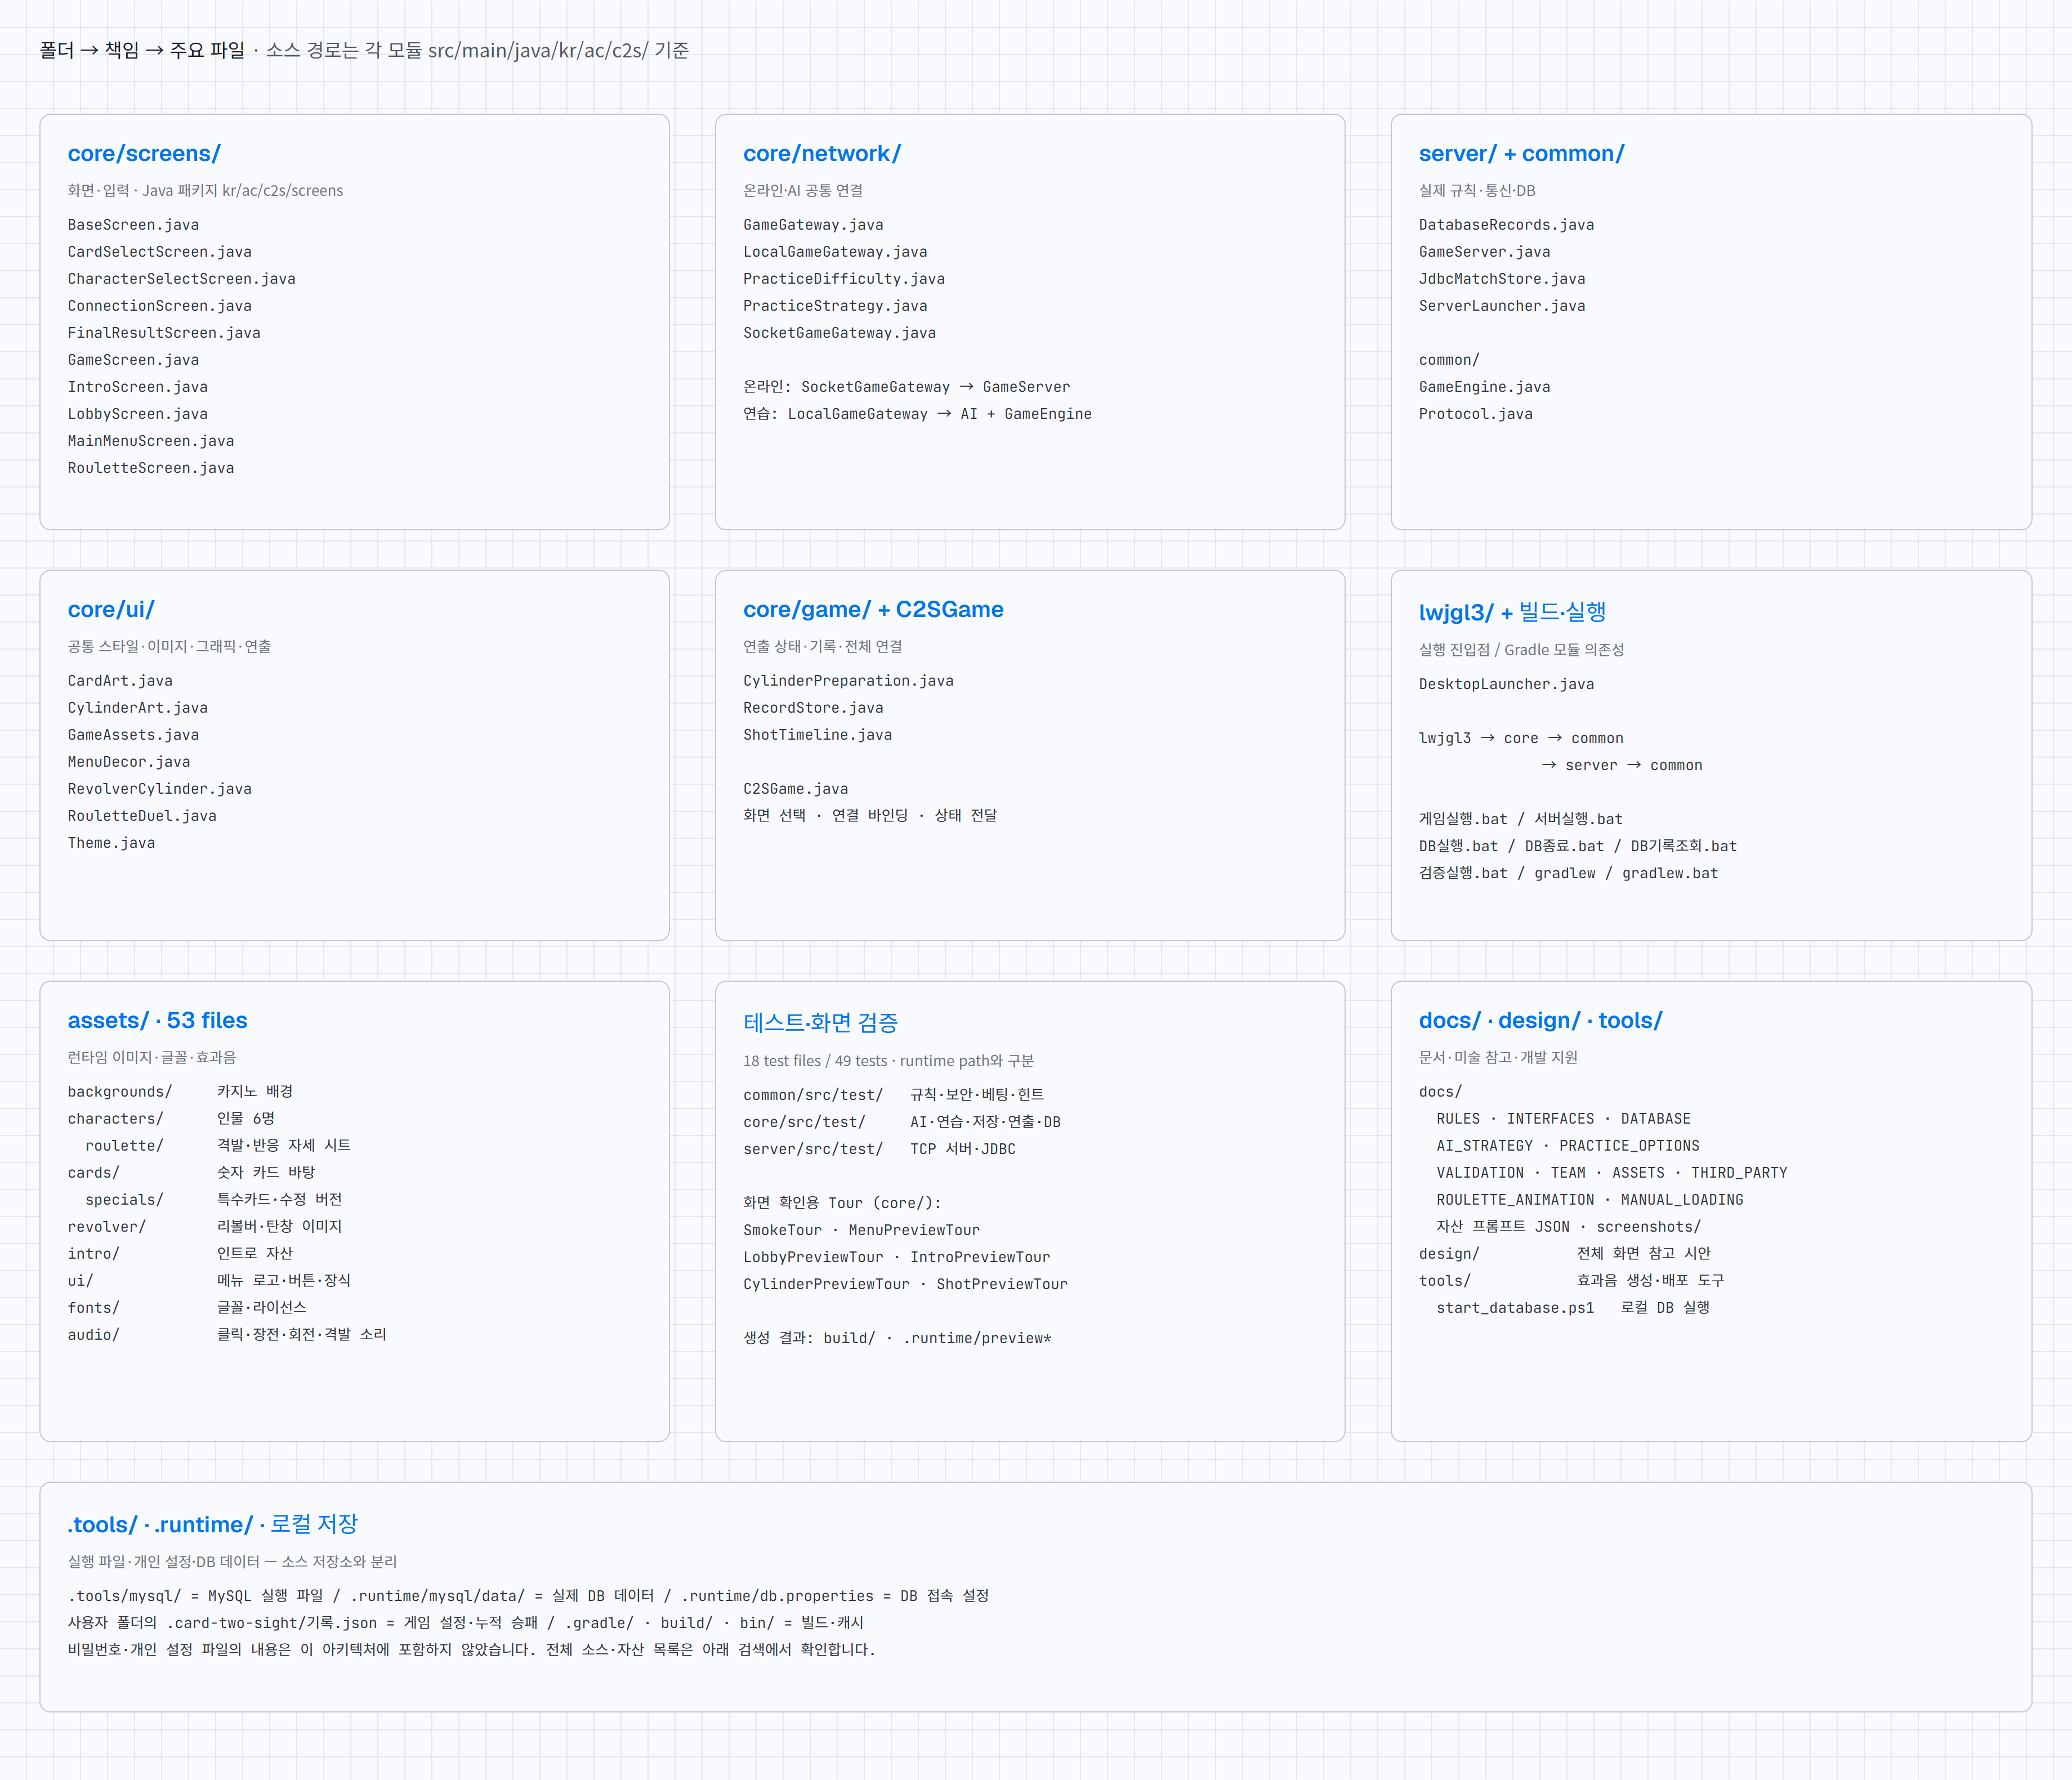 폴더 → 책임 → 주요 파일 · 소스 경로는 각 모듈 src/main/java/kr/ac/c2s/ 기준
core/screens/
화면·입력 · Java 패키지 kr/ac/c2s/screens
BaseScreen.java
CardSelectScreen.java
CharacterSelectScreen.java
ConnectionScreen.java
FinalResultScreen.java
GameScreen.java
IntroScreen.java
LobbyScreen.java
MainMenuScreen.java
RouletteScreen.java
core/network/
온라인·AI 공통 연결
GameGateway.java
LocalGameGateway.java
PracticeDifficulty.java
PracticeStrategy.java
SocketGameGateway.java
온라인: SocketGameGateway → GameServer
연습: LocalGameGateway → AI + GameEngine
server/ + common/
실제 규칙·통신·DB
DatabaseRecords.java
GameServer.java
JdbcMatchStore.java
ServerLauncher.java
common/
GameEngine.java
Protocol.java
core/ui/
공통 스타일·이미지·그래픽·연출
CardArt.java
CylinderArt.java
GameAssets.java
MenuDecor.java
RevolverCylinder.java
RouletteDuel.java
Theme.java
core/game/ + C2SGame
연출 상태·기록·전체 연결
CylinderPreparation.java
RecordStore.java
ShotTimeline.java
C2SGame.java
화면 선택 · 연결 바인딩 · 상태 전달
lwjgl3/ + 빌드·실행
실행 진입점 / Gradle 모듈 의존성
DesktopLauncher.java
lwjgl3 → core → common
→ server → common
게임실행.bat / 서버실행.bat
DB실행.bat / DB종료.bat / DB기록조회.bat
검증실행.bat / gradlew / gradlew.bat
assets/ · 53 files
런타임 이미지·글꼴·효과음
backgrounds/ 카지노 배경
characters/ 인물 6명
roulette/ 격발·반응 자세 시트
cards/ 숫자 카드 바탕
specials/ 특수카드·수정 버전
revolver/ 리볼버·탄창 이미지
intro/ 인트로 자산
ui/ 메뉴 로고·버튼·장식
fonts/ 글꼴·라이선스
audio/ 클릭·장전·회전·격발 소리
테스트·화면 검증
18 test files / 49 tests · runtime path와 구분
common/src/test/ 규칙·보안·베팅·힌트
core/src/test/ AI·연습·저장·연출·DB
server/src/test/ TCP 서버·JDBC
화면 확인용 Tour (core/):
SmokeTour · MenuPreviewTour
LobbyPreviewTour · IntroPreviewTour
CylinderPreviewTour · ShotPreviewTour
생성 결과: build/ · .runtime/preview*
docs/ · design/ · tools/
문서·미술 참고·개발 지원
docs/
RULES · INTERFACES · DATABASE
AI_STRATEGY · PRACTICE_OPTIONS
VALIDATION · TEAM · ASSETS · THIRD_PARTY
ROULETTE_ANIMATION · MANUAL_LOADING
자산 프롬프트 JSON · screenshots/
design/ 전체 화면 참고 시안
tools/ 효과음 생성·배포 도구
start_database.ps1 로컬 DB 실행
.tools/ · .runtime/ · 로컬 저장
실행 파일·개인 설정·DB 데이터 — 소스 저장소와 분리
.tools/mysql/ = MySQL 실행 파일 / .runtime/mysql/data/ = 실제 DB 데이터 / .runtime/db.properties = DB 접속 설정
사용자 폴더의 .card-two-sight/기록.json = 게임 설정·누적 승패 / .gradle/ · build/ · bin/ = 빌드·캐시
비밀번호·개인 설정 파일의 내용은 이 아키텍처에 포함하지 않았습니다. 전체 소스·자산 목록은 아래 검색에서 확인합니다.